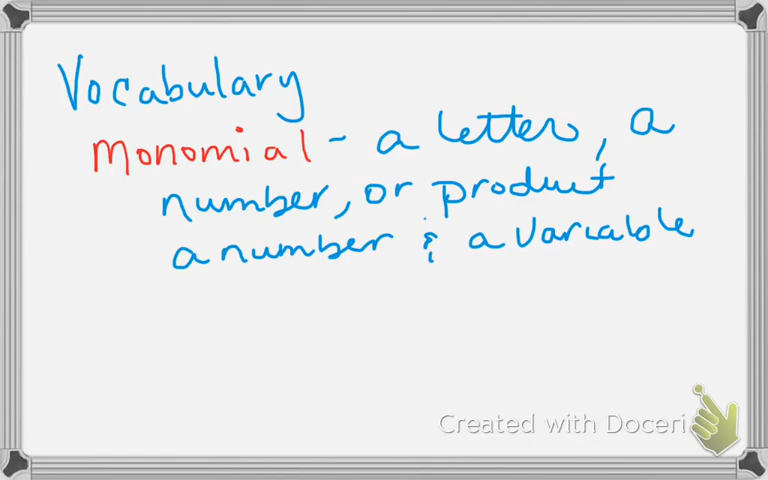 Vocabulary
Monomial - a letter, a
number, or product
a number & a variable
Created with Doceri